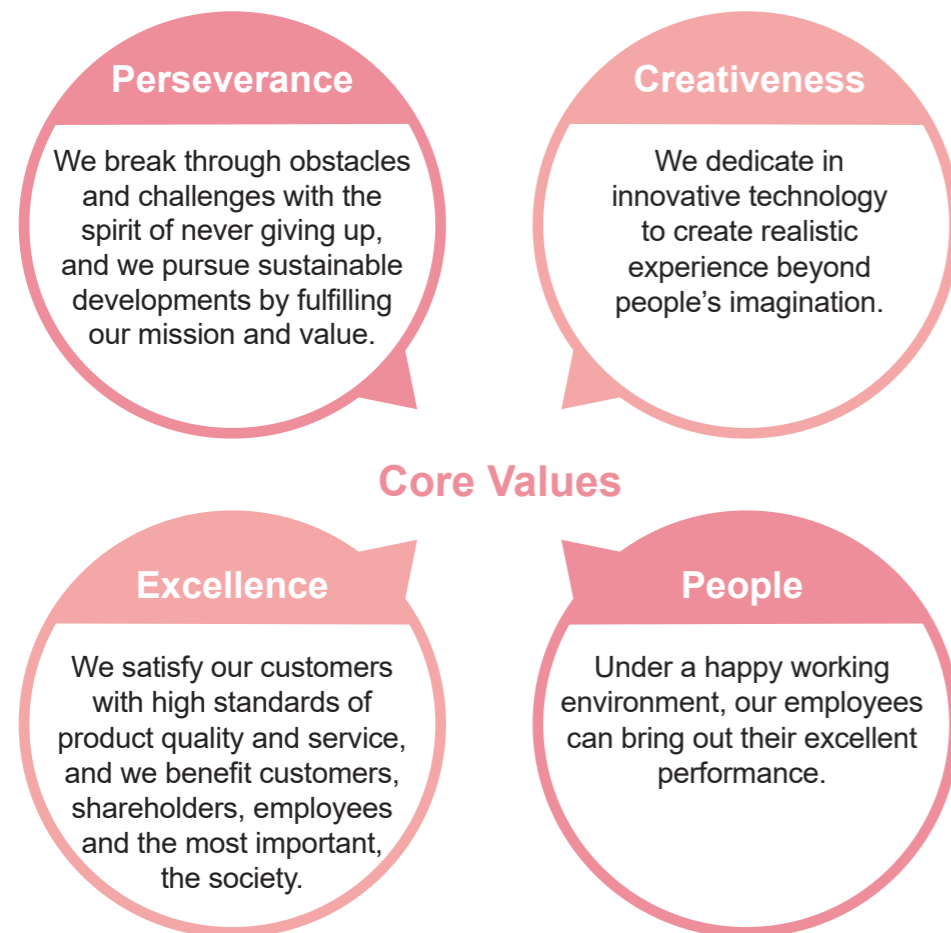 Perseverance
We break through obstacles
and challenges with the
spirit of never giving up,
and we pursue sustainable
developments by fulfilling
our mission and value.
Creativeness
We dedicate in
innovative technology
to create realistic
experience beyond
people’s imagination.
Core Values
Excellence
We satisfy our customers
with high standards of
product quality and service,
and we benefit customers,
shareholders, employees
and the most important,
the society.
People
Under a happy working
environment, our employees
can bring out their excellent
performance.